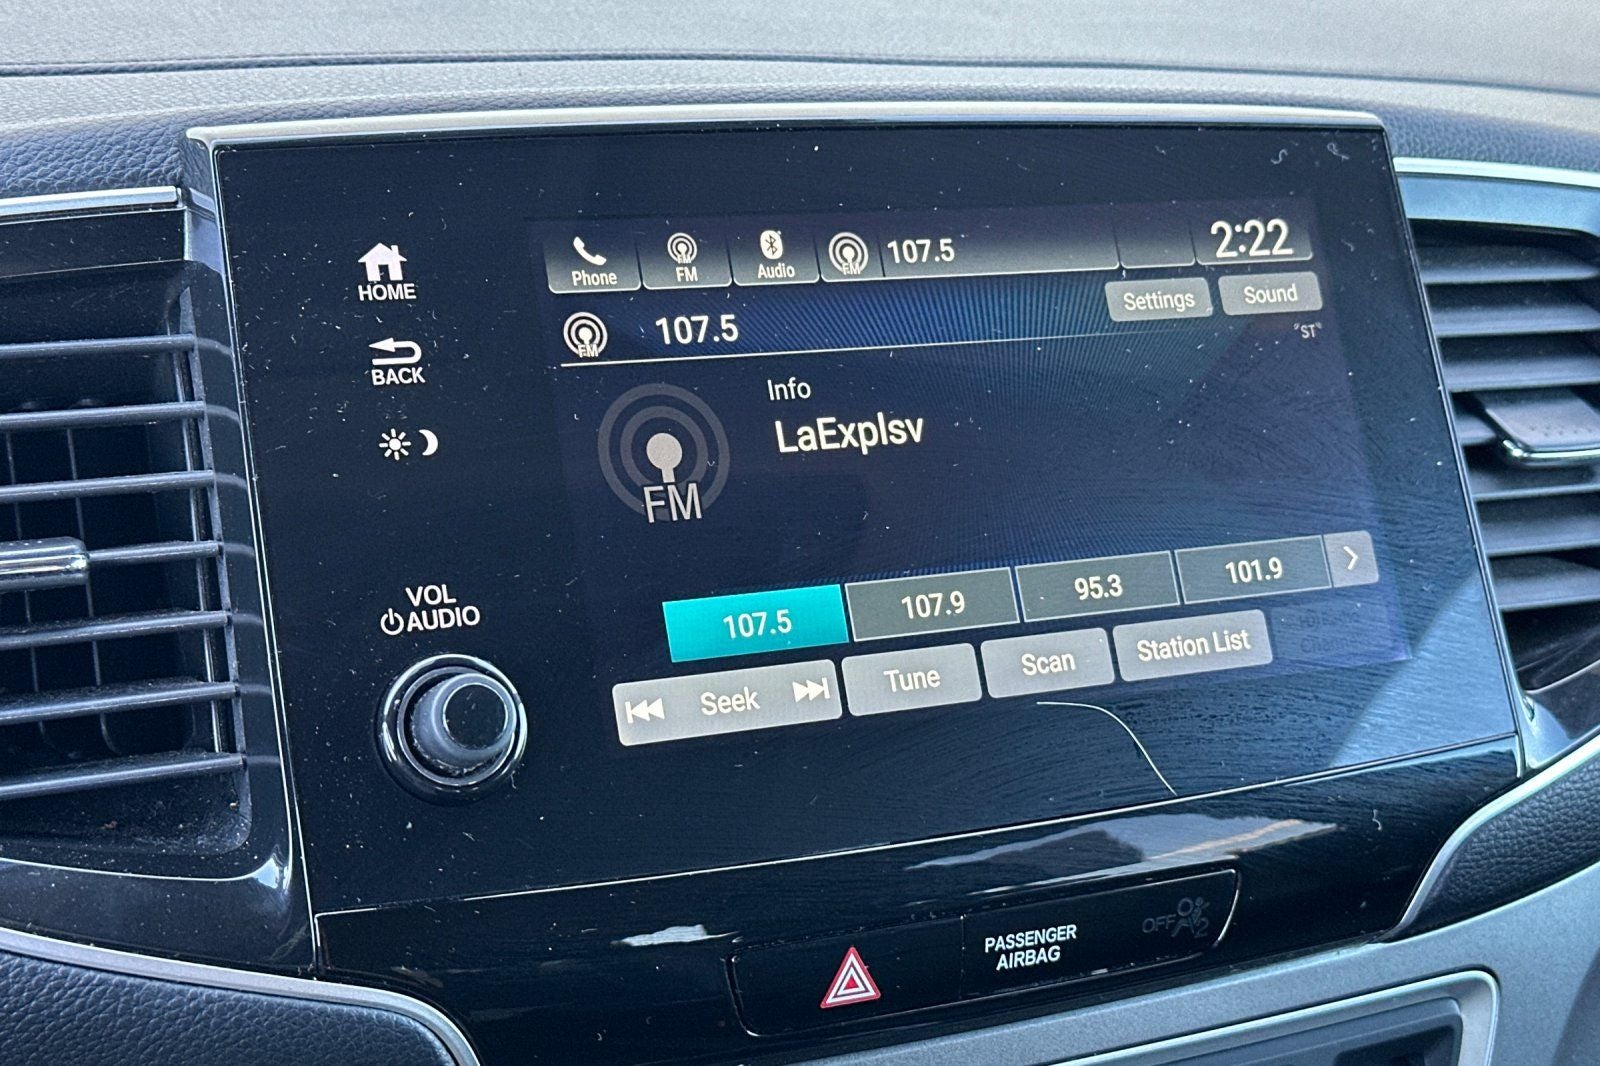 HOME
BACK
VOL
AUDIO
Phone
FM
Audio
FM
107.5
2:22
FM
107.5
Settings
Sound
"ST"
Info
LaExplsv
FM
107.5
107.9
95.3
101.9
Seek
Tune
Scan
Station List
PASSENGER
AIRBAG
OFF
2